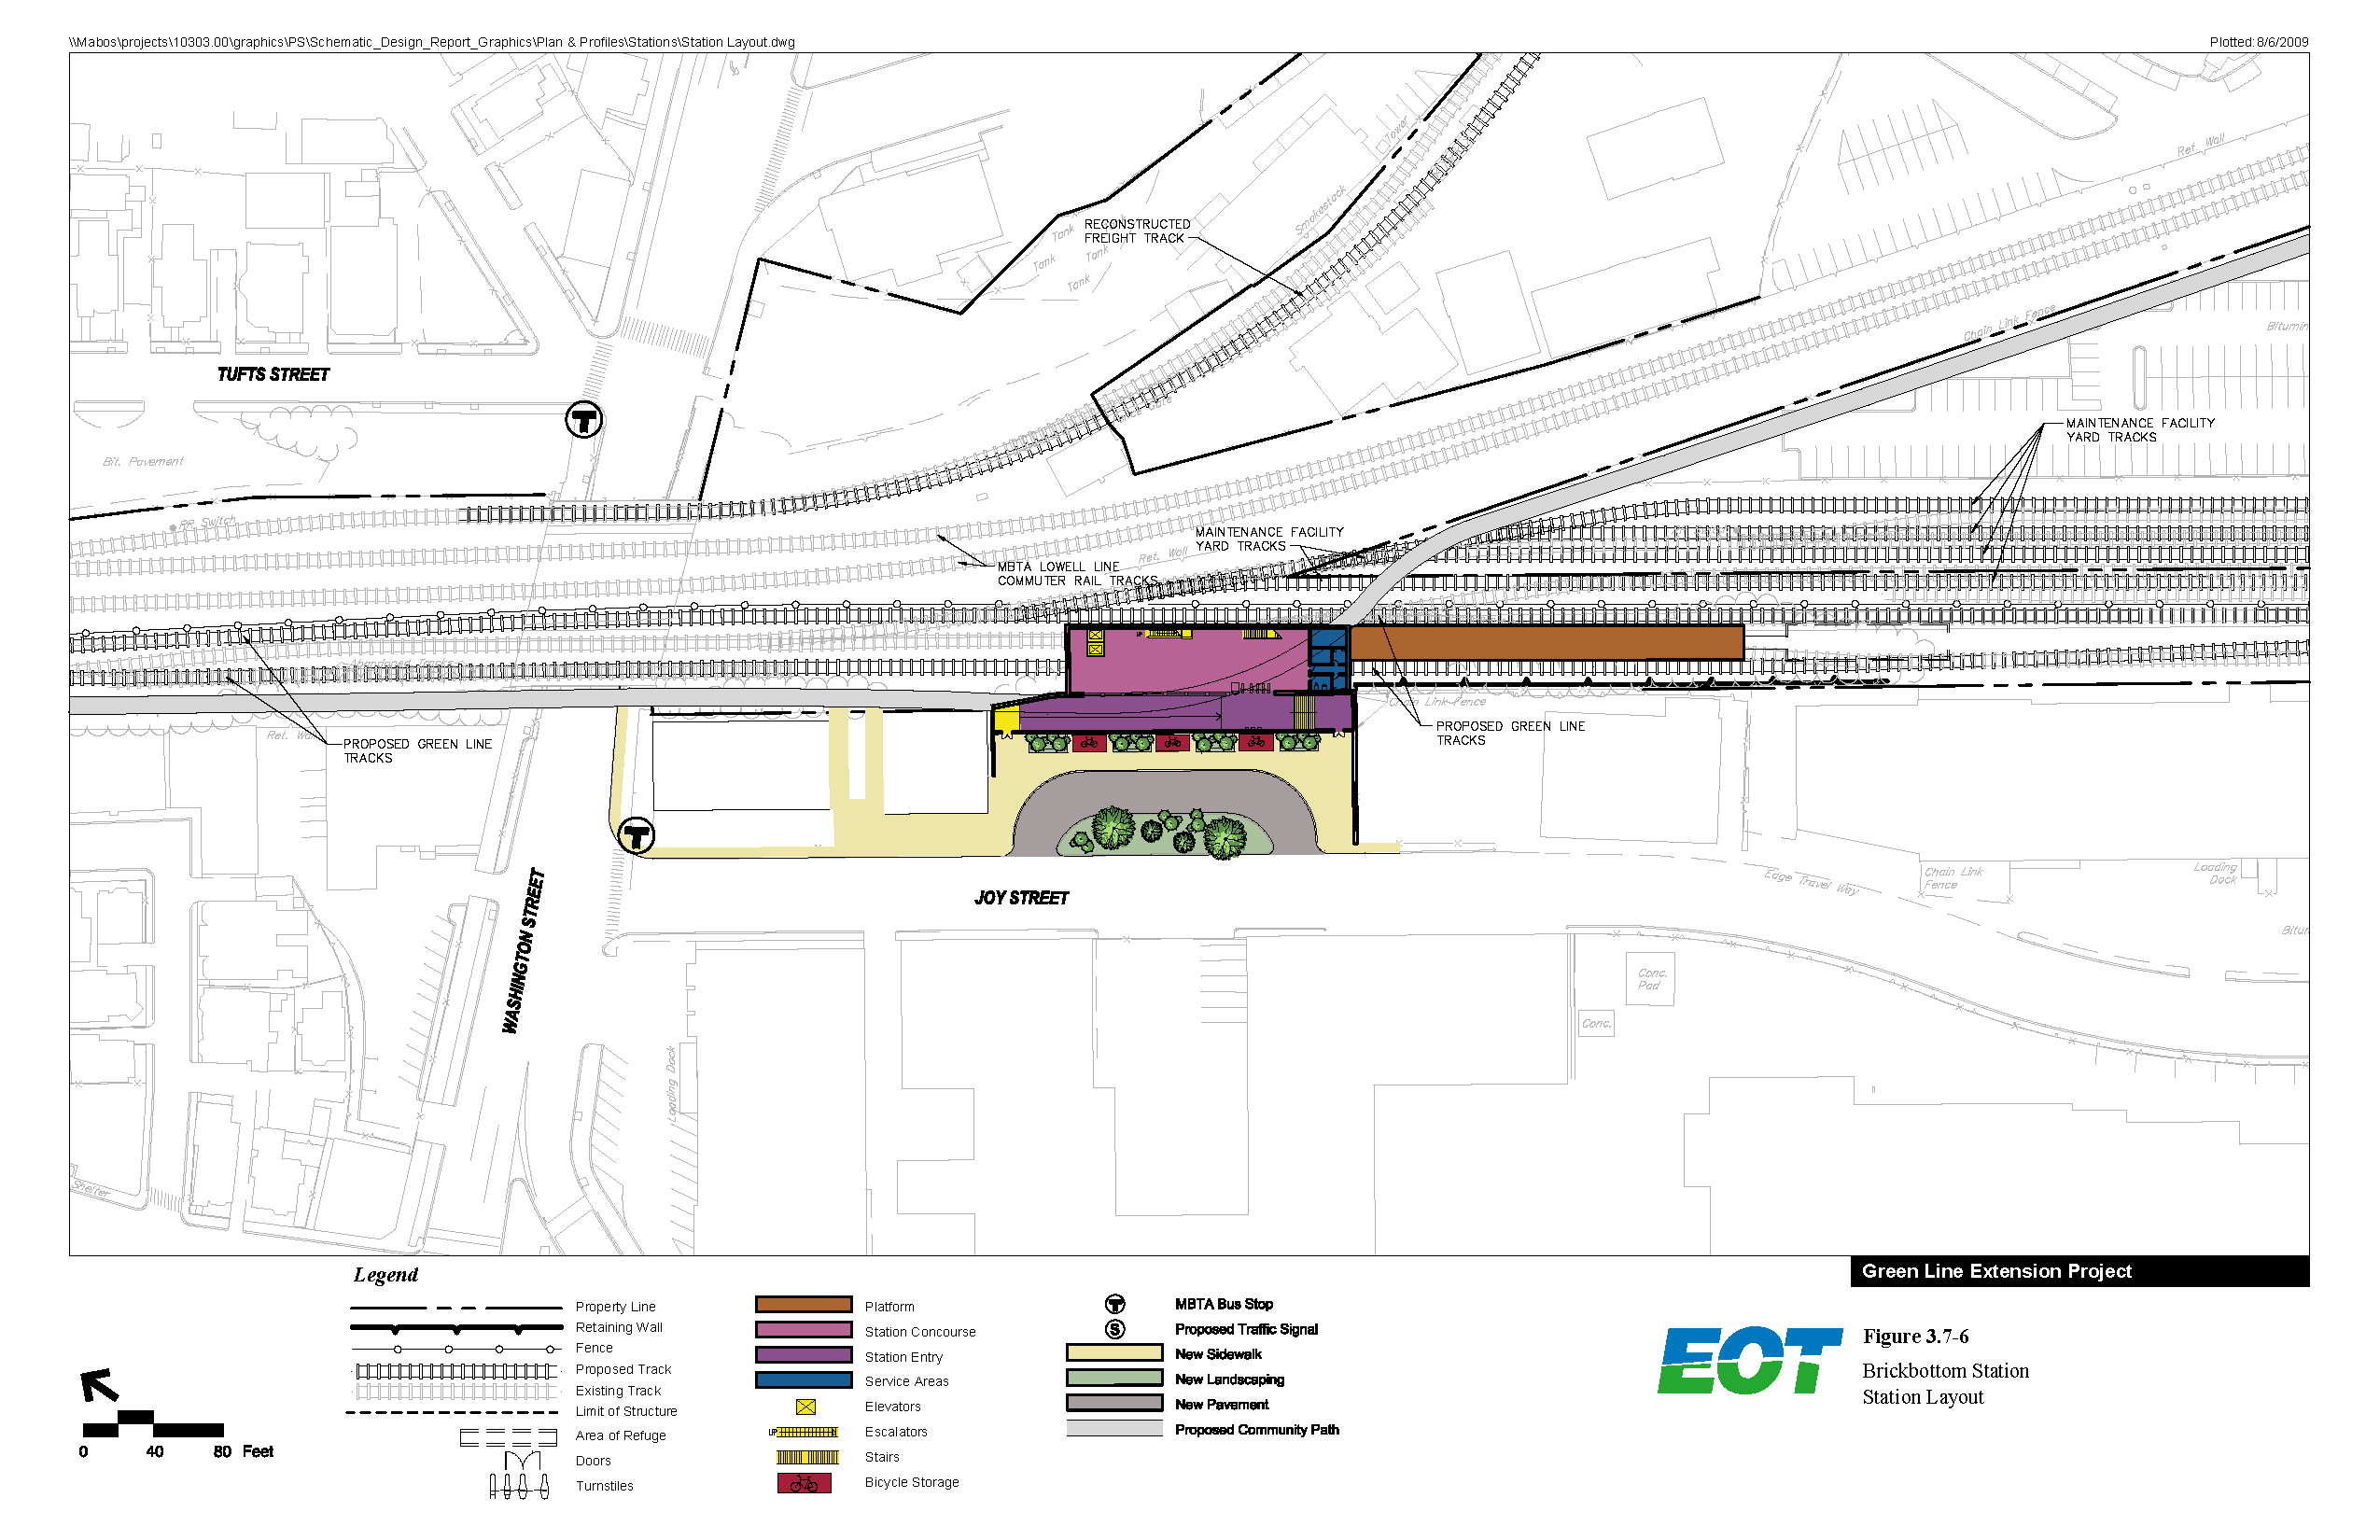 \\Mabos\projects\10303.00\graphics\PS\Schematic_Design_Report_Graphics\Plan & Profiles\Stations\Station Layout.dwg
Plotted: 8/6/2009
Tower
Ret. Wall
Smokestack
RECONSTRUCTED
FREIGHT TRACK
Tank
Tank
Tank
Tank
Chain Link Fence
Bitumin
TUFTS STREET
T
MAINTENANCE FACILITY
YARD TRACKS
Bit. Pavement
RR Switch
MAINTENANCE FACILITY
YARD TRACKS
Ret. Wall
MBTA LOWELL LINE
COMMUTER RAIL TRACKS
UP
Chain Link Fence
Ret. Wall
PROPOSED GREEN LINE
TRACKS
PROPOSED GREEN LINE
TRACKS
T
Edge Travel Way
Chain Link
Fence
Loading
Dock
JOY STREET
WASHINGTON STREET
Bitur
Conc.
Pad
Conc.
Loading Dock
Shelter
Legend
Property Line
Retaining Wall
Fence
Proposed Track
Existing Track
Limit of Structure
Area of Refuge
Doors
Turnstiles
Platform
Station Concourse
Station Entry
Service Areas
Elevators
UP
Escalators
Stairs
Bicycle Storage
T
MBTA Bus Stop
S
Proposed Traffic Signal
New Sidewalk
New Landscaping
New Pavement
Proposed Community Path
0 40 80 Feet
Green Line Extension Project
EOT
Figure 3.7-6
Brickbottom Station
Station Layout